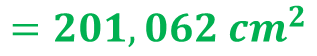 = 201,062 cm²